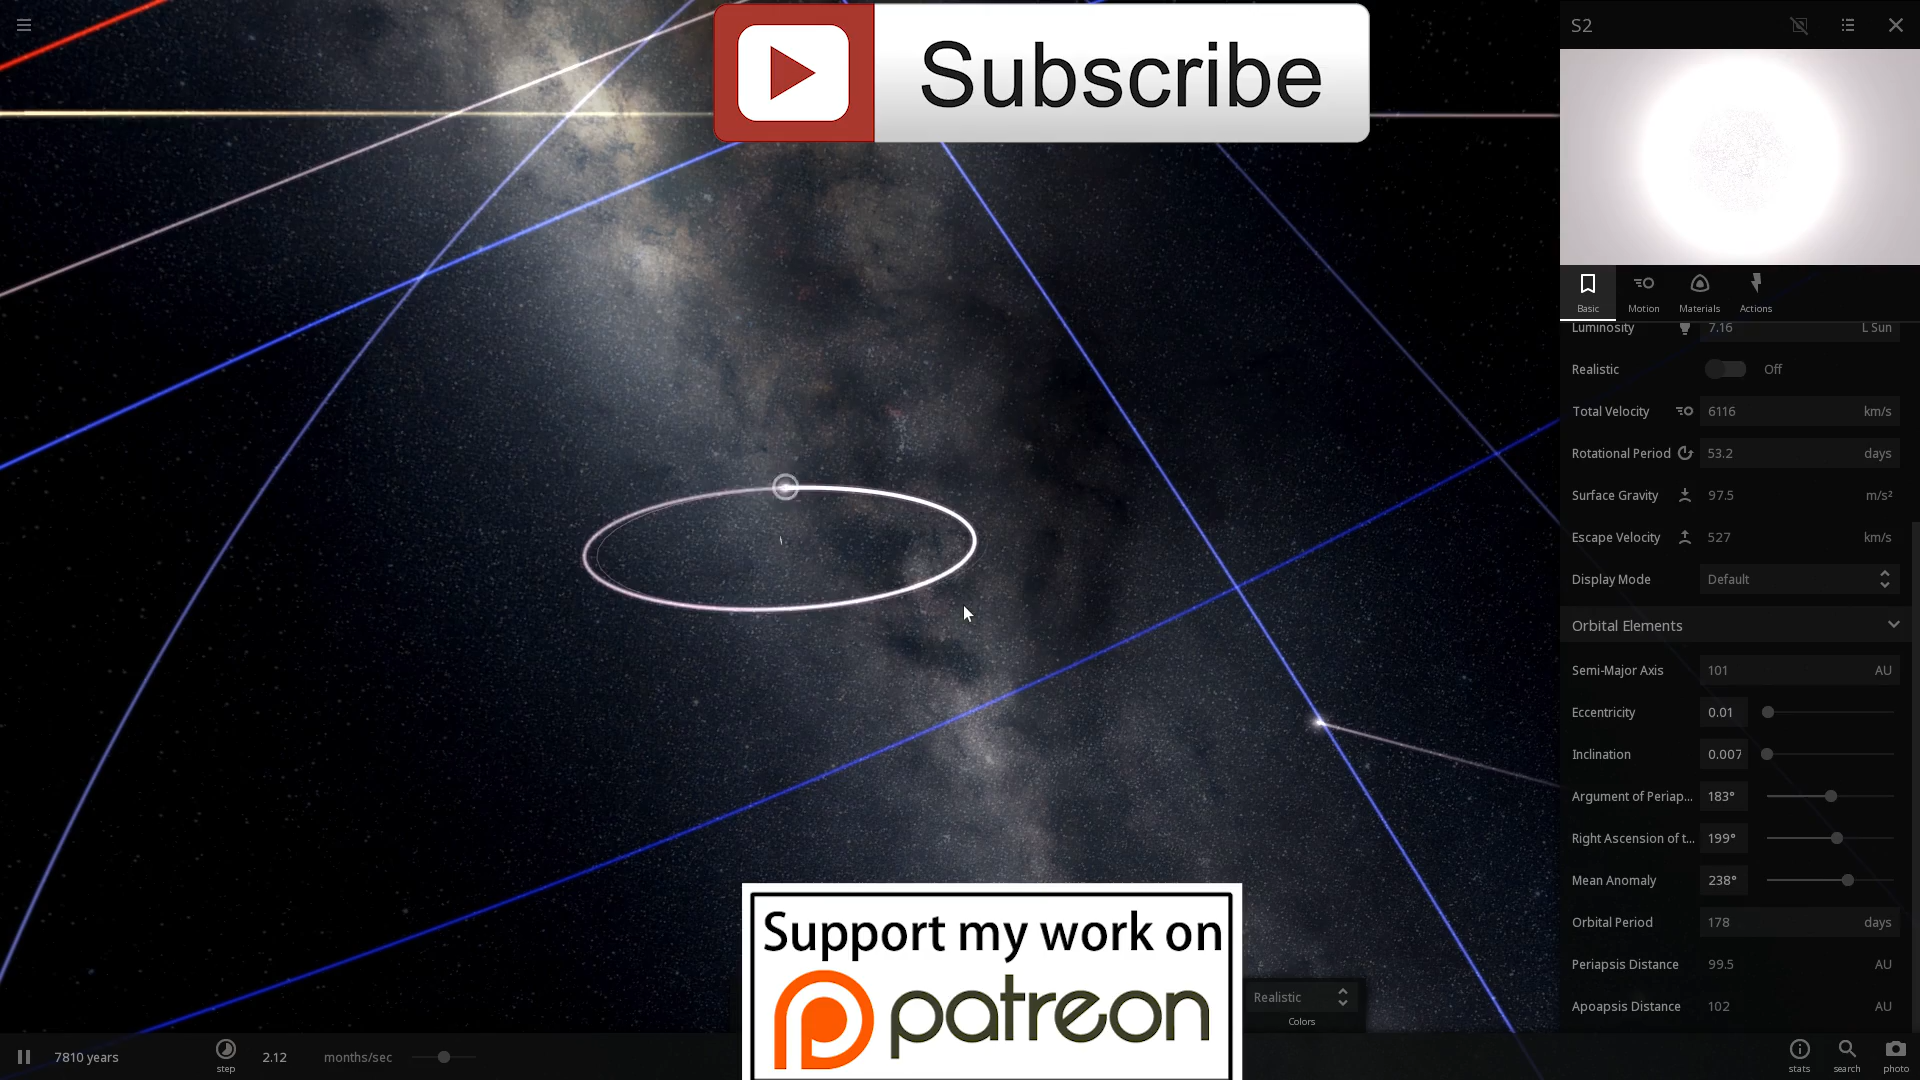 Subscribe
S2
Basic
Motion
Materials
Actions
Luminosity 7.16 L Sun
Realistic Off
Total Velocity 6116 km/s
Rotational Period 53.2 days
Surface Gravity 97.5 m/s²
Escape Velocity 527 km/s
Display Mode Default
Orbital Elements
Semi-Major Axis 101 AU
Eccentricity 0.01
Inclination 0.007
Argument of Periap... 183°
Right Ascension of t... 199°
Mean Anomaly 238°
Orbital Period 178 days
Periapsis Distance 99.5 AU
Apoapsis Distance 102 AU
Support my work on
patreon
Realistic
Colors
7810 years
step
2.12 months/sec
stats
search
photo